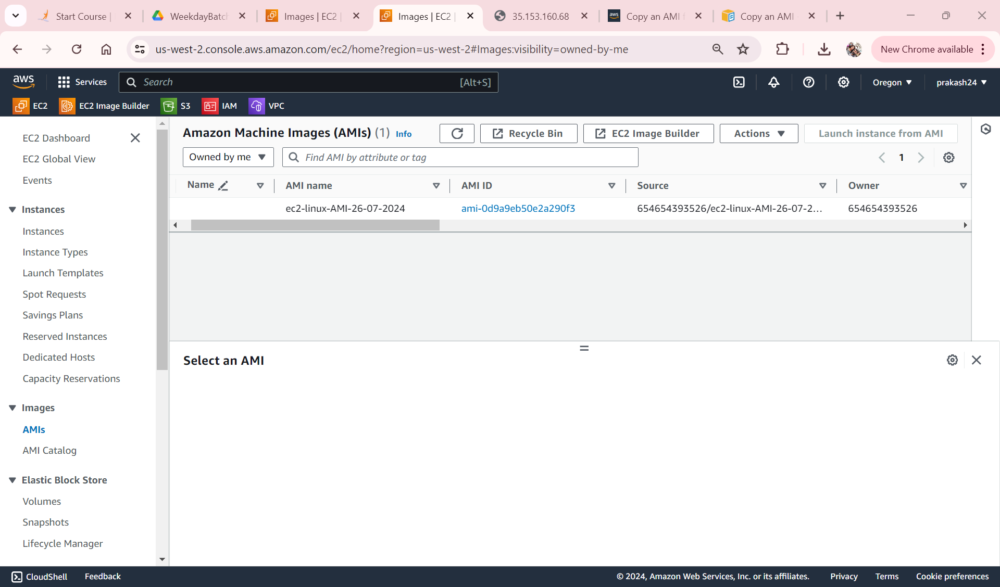 Start Course
WeekdayBatch
Images | EC2 |
Images | EC2 |
35.153.160.68
Copy an AMI
Copy an AMI
us-west-2.console.aws.amazon.com/ec2/home?region=us-west-2#Images:visibility=owned-by-me
New Chrome available
aws
Services
Search
[Alt+S]
Oregon
prakash24
EC2
EC2 Image Builder
S3
IAM
VPC
EC2 Dashboard
EC2 Global View
Events
Instances
Instances
Instance Types
Launch Templates
Spot Requests
Savings Plans
Reserved Instances
Dedicated Hosts
Capacity Reservations
Images
AMIs
AMI Catalog
Elastic Block Store
Volumes
Snapshots
Lifecycle Manager
Amazon Machine Images (AMIs) (1) Info
Recycle Bin
EC2 Image Builder
Actions
Launch instance from AMI
Owned by me
Find AMI by attribute or tag
1
Name
AMI name
AMI ID
Source
Owner
ec2-linux-AMI-26-07-2024
ami-0d9a9eb50e2a290f3
654654393526/ec2-linux-AMI-26-07-2...
654654393526
Select an AMI
CloudShell
Feedback
© 2024, Amazon Web Services, Inc. or its affiliates.
Privacy
Terms
Cookie preferences